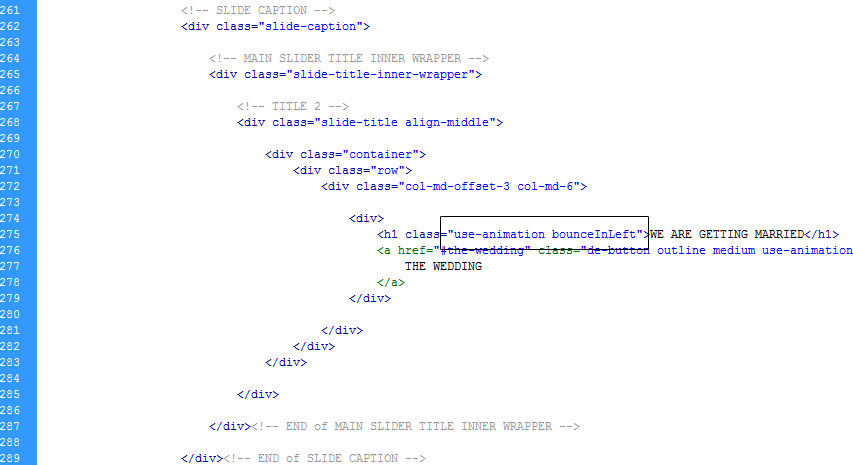 261 <!-- SLIDE CAPTION -->
262 <div class="slide-caption">
263
264 <!-- MAIN SLIDER TITLE INNER WRAPPER -->
265 <div class="slide-title-inner-wrapper">
266
267 <!-- TITLE 2 -->
268 <div class="slide-title align-middle">
269
270 <div class="container">
271 <div class="row">
272 <div class="col-md-offset-3 col-md-6">
273
274 <div>
275 <h1 class="use-animation bounceInLeft">WE ARE GETTING MARRIED</h1>
276 <a href="#the-wedding" class="de-button outline medium use-animation
277 THE WEDDING
278 </a>
279 </div>
280
281 </div>
282 </div>
283 </div>
284
285 </div>
286
287 </div><!-- END of MAIN SLIDER TITLE INNER WRAPPER -->
288
289 </div><!-- END of SLIDE CAPTION -->